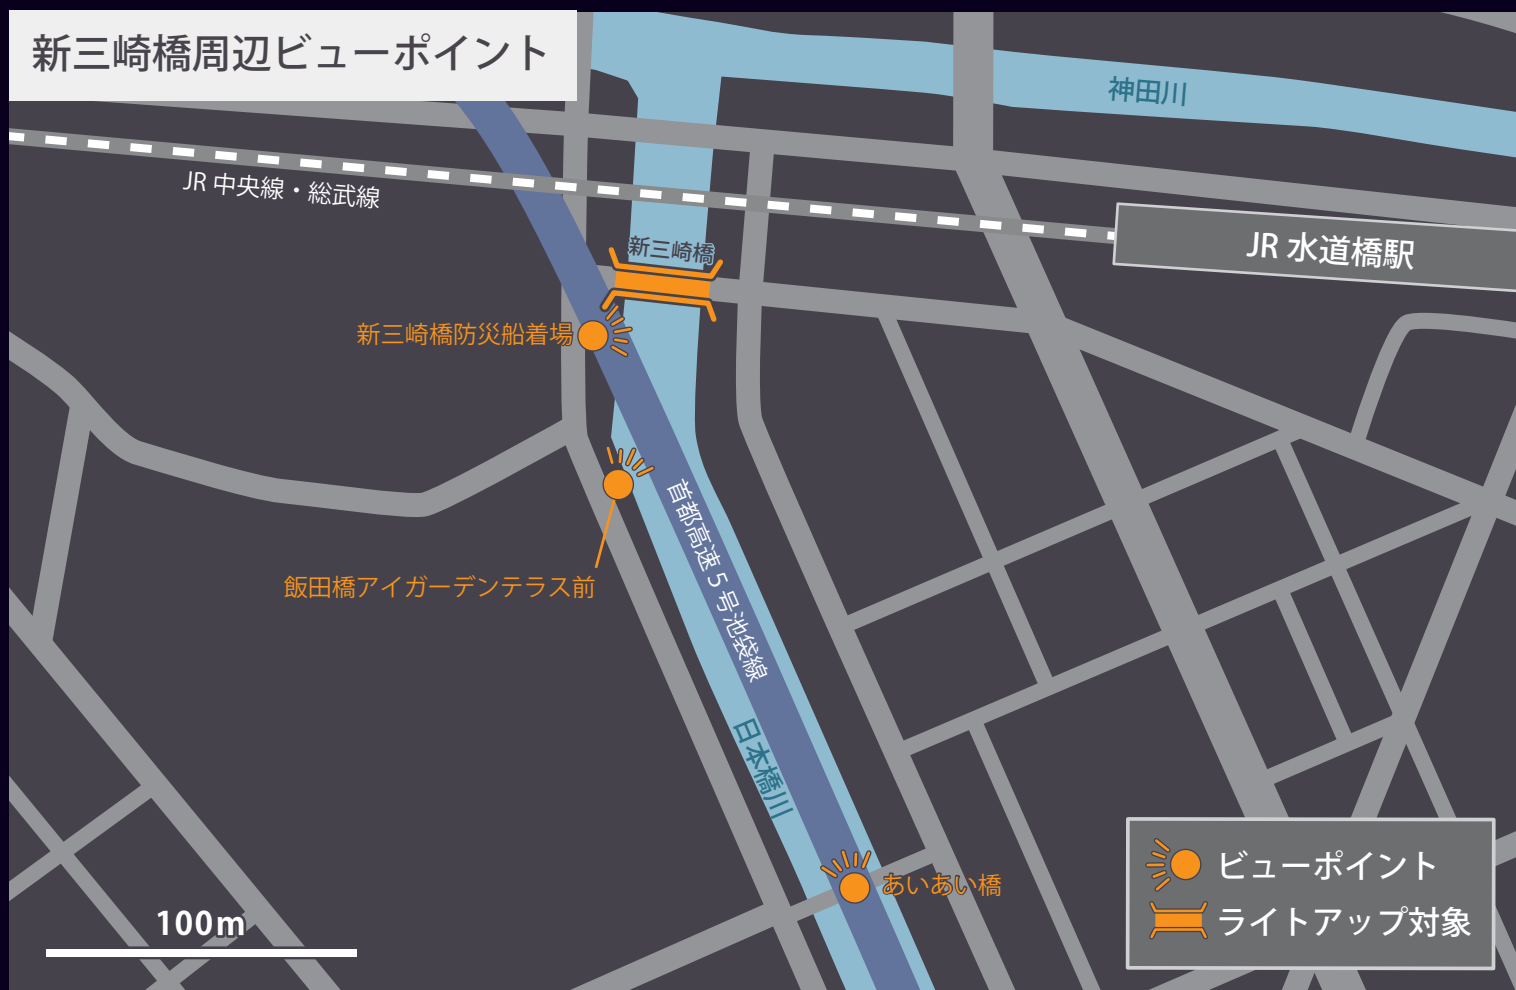 新三崎橋周辺ビューポイント
神田川
JR 中央線・総武線
JR 水道橋駅
新三崎橋
新三崎橋防災船着場
首都高速5号池袋線
飯田橋アイガーデンテラス前
日本橋川
あいあい橋
ビューポイント
ライトアップ対象
100m